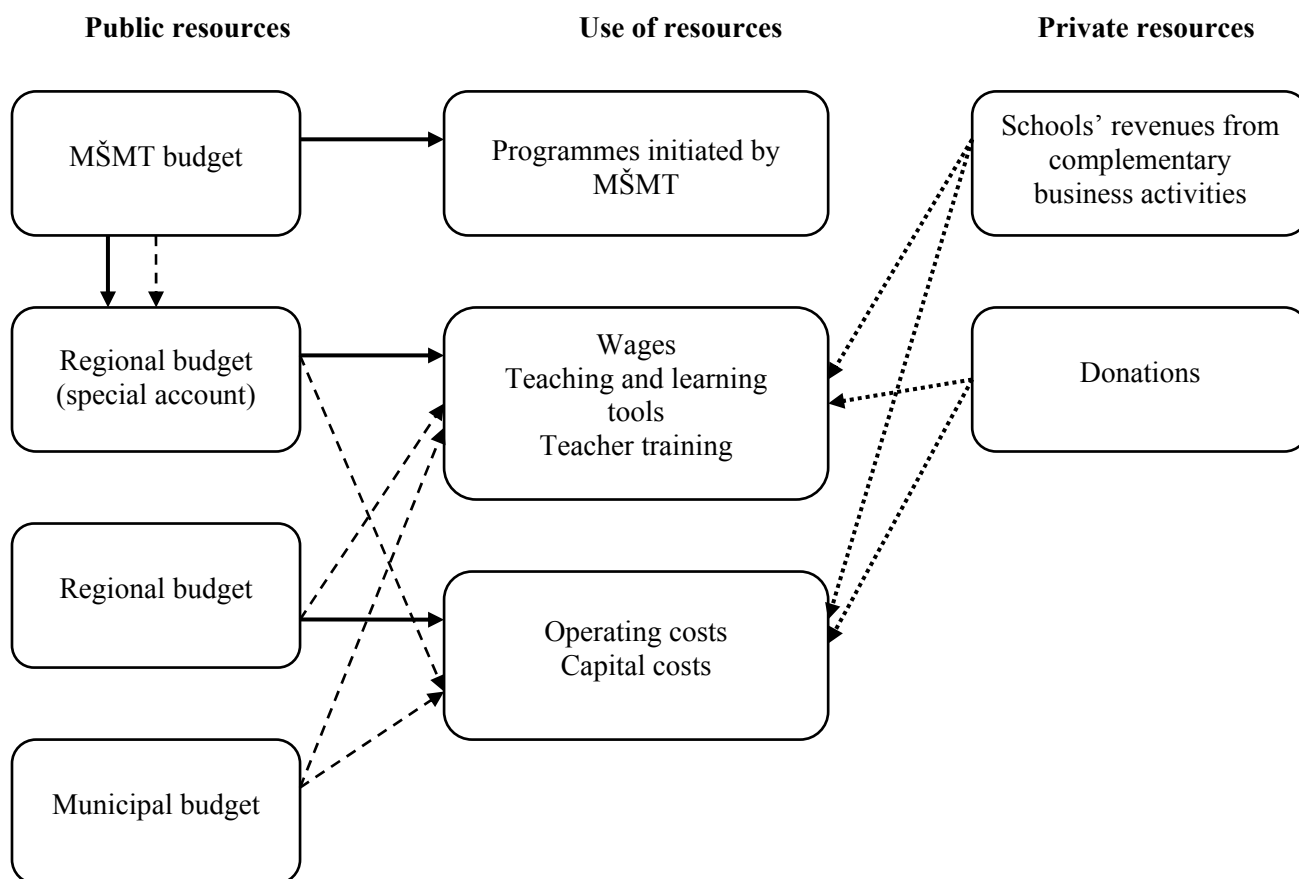 Public resources
Use of resources
Private resources
MŠMT budget
Programmes initiated by
MŠMT
Schools’ revenues from
complementary
business activities
Regional budget
(special account)
Wages
Teaching and learning
tools
Teacher training
Donations
Regional budget
Operating costs
Capital costs
Municipal budget